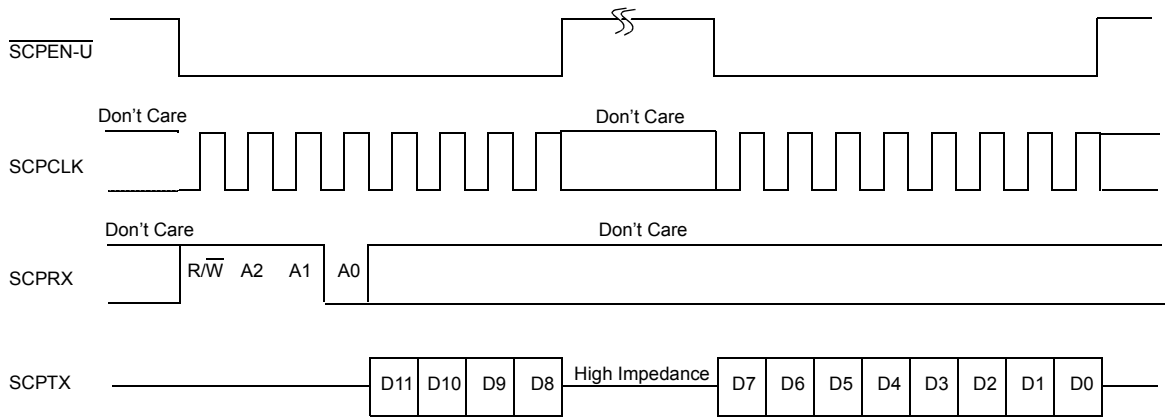 SCPEN-U
Don't Care Don't Care
SCPCLK
Don't Care Don't Care
SCPRX R/W A2 A1 A0
SCPTX D11 D10 D9 D8 High Impedance D7 D6 D5 D4 D3 D2 D1 D0